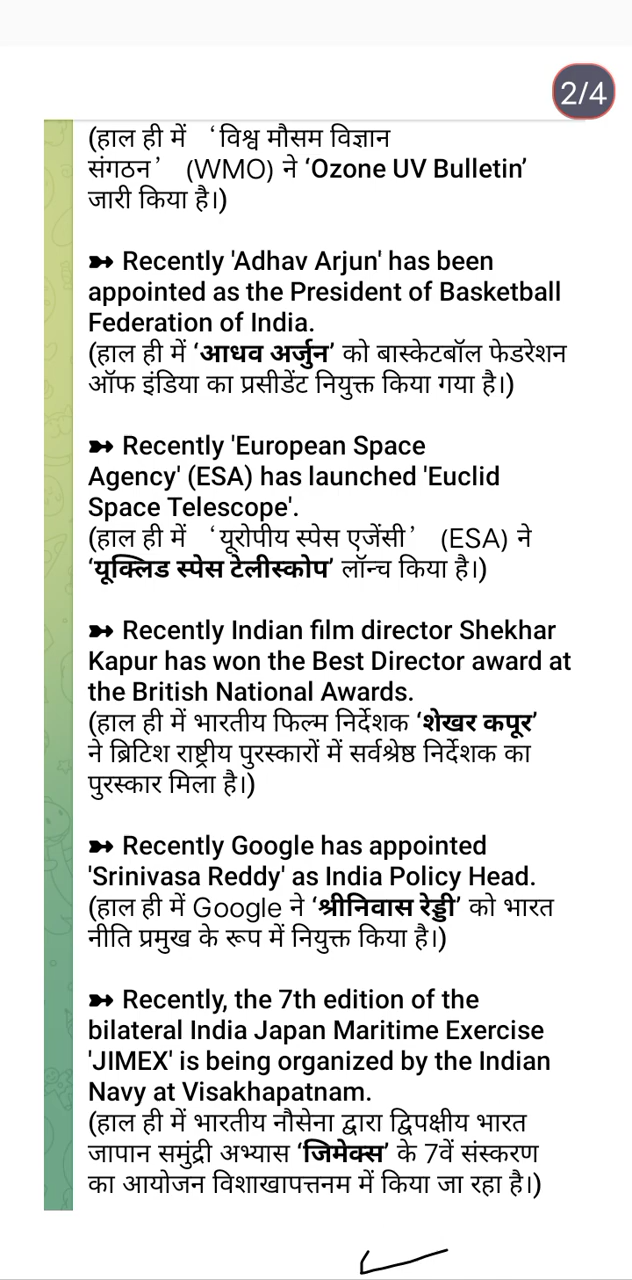 2/4
(हाल ही में ‘विश्व मौसम विज्ञान
संगठन’ (WMO) ने ‘Ozone UV Bulletin’
जारी किया है।)
➳ Recently 'Adhav Arjun' has been
appointed as the President of Basketball
Federation of India.
(हाल ही में ‘आधव अर्जुन’ को बास्केटबॉल फेडरेशन
ऑफ इंडिया का प्रसीडेंट नियुक्त किया गया है।)
➳ Recently 'European Space
Agency' (ESA) has launched 'Euclid
Space Telescope'.
(हाल ही में ‘यूरोपीय स्पेस एजेंसी’ (ESA) ने
‘यूक्लिड स्पेस टेलीस्कोप’ लॉन्च किया है।)
➳ Recently Indian film director Shekhar
Kapur has won the Best Director award at
the British National Awards.
(हाल ही में भारतीय फिल्म निर्देशक ‘शेखर कपूर’
ने ब्रिटिश राष्ट्रीय पुरस्कारों में सर्वश्रेष्ठ निर्देशक का
पुरस्कार मिला है।)
➳ Recently Google has appointed
'Srinivasa Reddy' as India Policy Head.
(हाल ही में Google ने ‘श्रीनिवास रेड्डी’ को भारत
नीति प्रमुख के रूप में नियुक्त किया है।)
➳ Recently, the 7th edition of the
bilateral India Japan Maritime Exercise
'JIMEX' is being organized by the Indian
Navy at Visakhapatnam.
(हाल ही में भारतीय नौसेना द्वारा द्विपक्षीय भारत
जापान समुंद्री अभ्यास ‘जिमेक्स’ के 7वें संस्करण
का आयोजन विशाखापत्तनम में किया जा रहा है।)